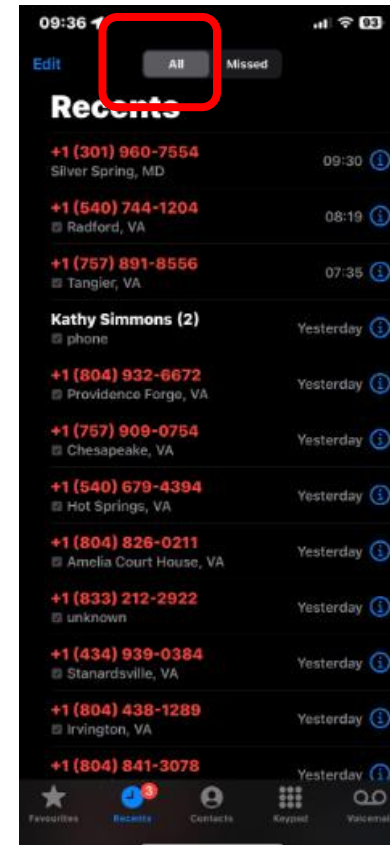 09:36
93
Edit
All
Missed
Recents
+1 (301) 960-7554
09:30
Silver Spring, MD
+1 (540) 744-1204
08:19
Radford, VA
+1 (757) 891-8556
07:35
Tangier, VA
Kathy Simmons (2)
Yesterday
phone
+1 (804) 932-6672
Yesterday
Providence Forge, VA
+1 (757) 909-0754
Yesterday
Chesapeake, VA
+1 (540) 679-4394
Yesterday
Hot Springs, VA
+1 (804) 826-0211
Yesterday
Amelia Court House, VA
+1 (833) 212-2922
Yesterday
unknown
+1 (434) 939-0384
Yesterday
Stanardsville, VA
+1 (804) 438-1289
Yesterday
Irvington, VA
+1 (804) 841-3078
Yesterday
3
Favourites
Recents
Contacts
Keypad
Voicemail